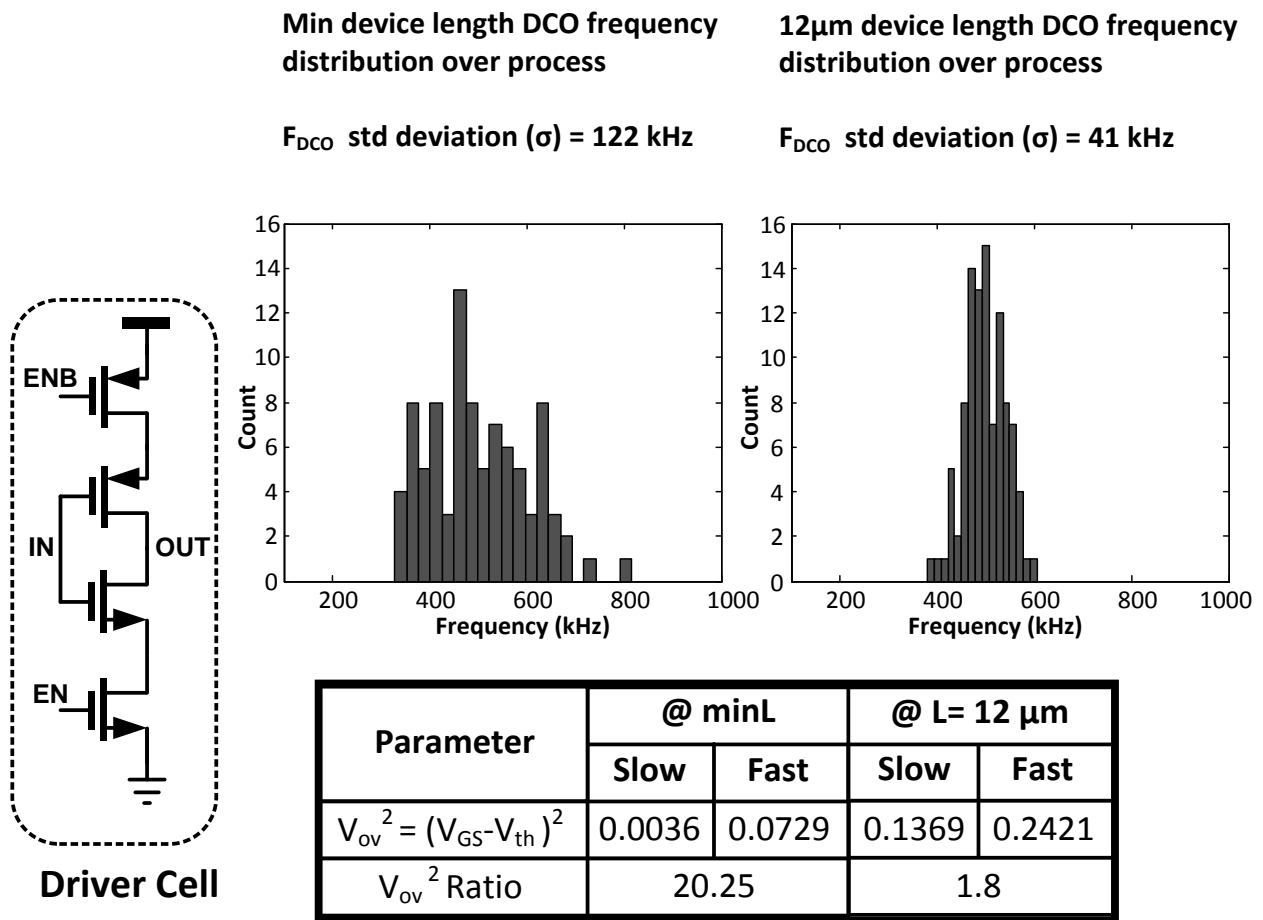 Min device length DCO frequency
distribution over process
F_DCO std deviation (σ) = 122 kHz
12μm device length DCO frequency
distribution over process
F_DCO std deviation (σ) = 41 kHz
ENB
IN
OUT
EN
Driver Cell
Count
16
14
12
10
8
6
4
2
0
200 400 600 800 1000
Frequency (kHz)
Count
16
14
12
10
8
6
4
2
0
200 400 600 800 1000
Frequency (kHz)
Parameter @ minL @ L= 12 μm
Slow Fast Slow Fast
V_ov² = (V_GS-V_th)² 0.0036 0.0729 0.1369 0.2421
V_ov² Ratio 20.25 1.8